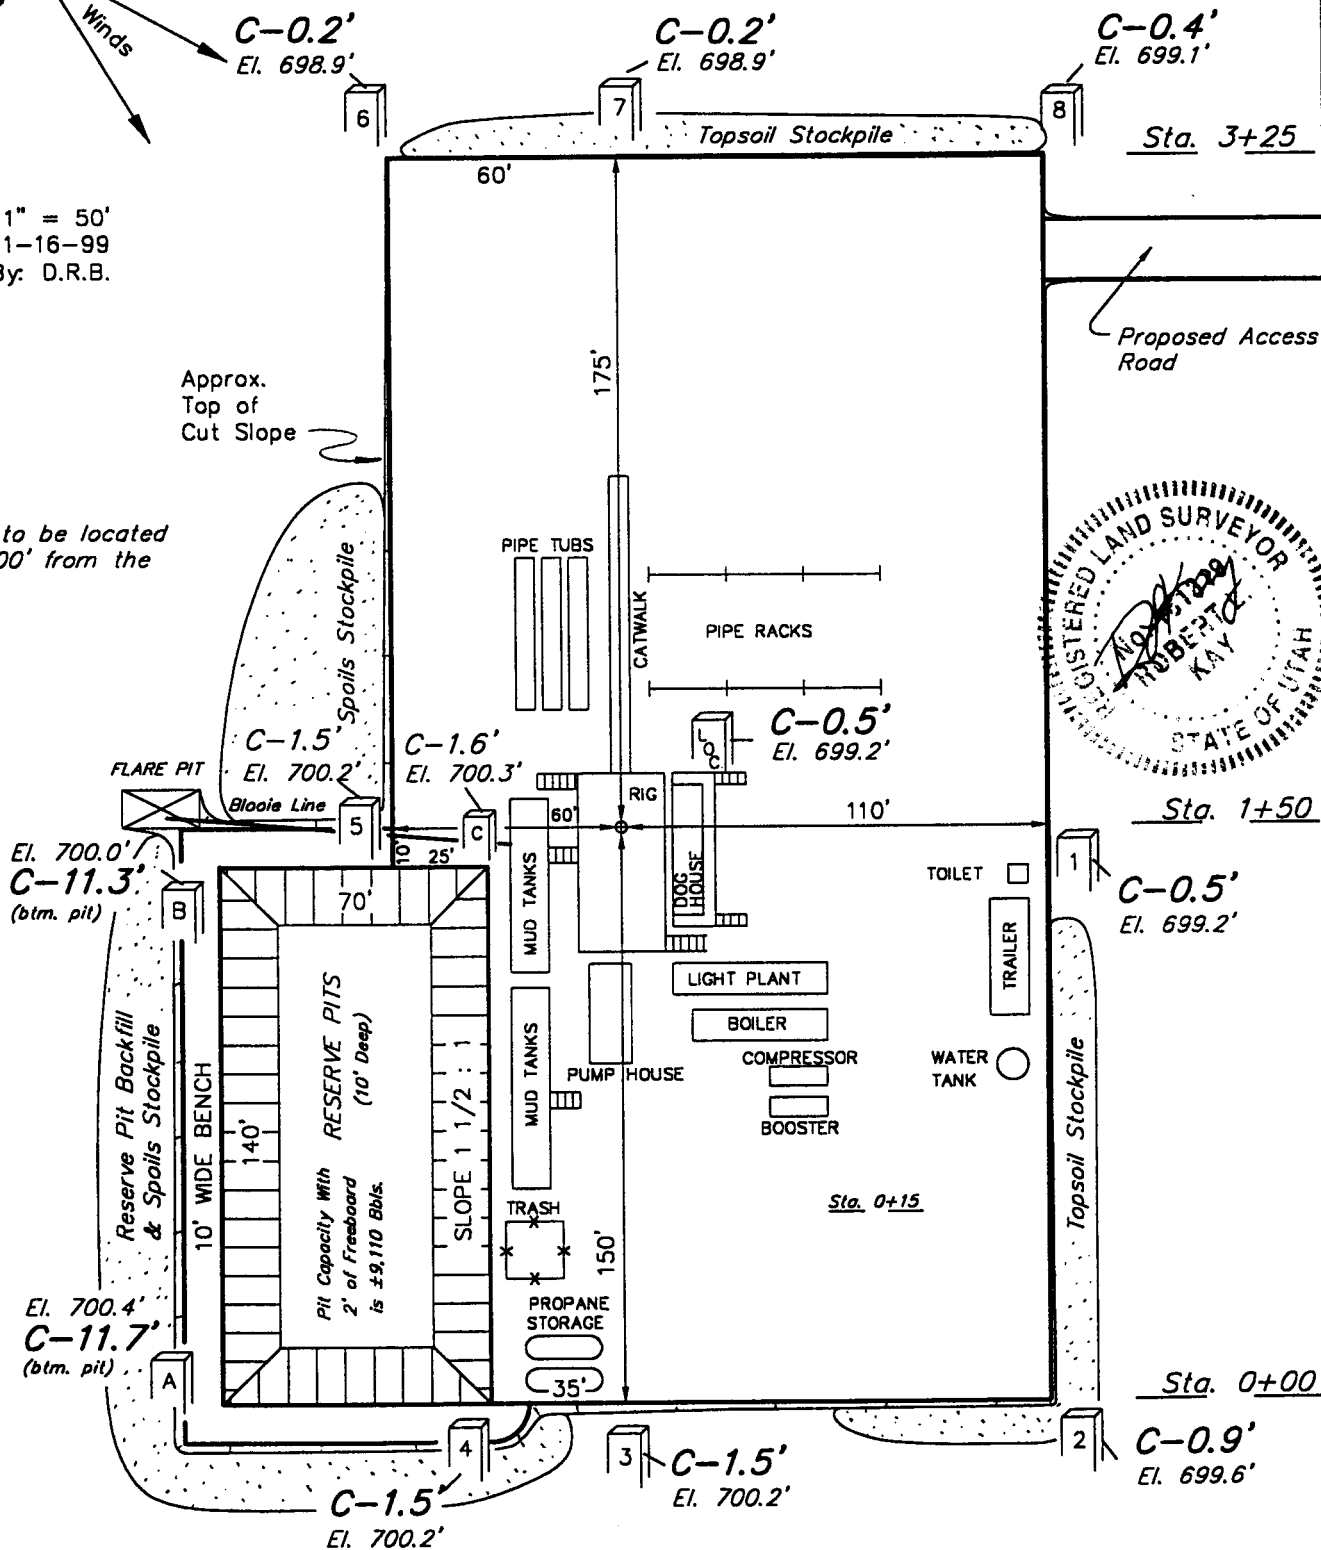 Winds
C-0.2'
El. 698.9'
6
C-0.2'
El. 698.9'
7
C-0.4'
El. 699.1'
8
Topsoil Stockpile
Sta. 3+25
60'
1" = 50'
1-16-99
By: D.R.B.
175'
Proposed Access
Road
Approx.
Top of
Cut Slope
to be located
00' from the
Spoils Stockpile
PIPE TUBS
CATWALK
PIPE RACKS
REGISTERED LAND SURVEYOR
ROBERT
KAY
STATE OF UTAH
C-1.5'
El. 700.2'
5
C-1.6'
El. 700.3'
C
LOC
C-0.5'
El. 699.2'
FLARE PIT
Blooie Line
RIG
60'
110'
Sta. 1+50
El. 700.0'
C-11.3'
(btm. pit)
B
10'
25'
70'
MUD TANKS
DOG
HOUSE
TOILET
1
C-0.5'
El. 699.2'
TRAILER
LIGHT PLANT
BOILER
PUMP HOUSE
COMPRESSOR
BOOSTER
WATER
TANK
MUD TANKS
Reserve Pit Backfill
& Spoils Stockpile
10' WIDE BENCH
140'
RESERVE PITS
(10' Deep)
Pit Capacity With
2' of Freeboard
is ±9,110 Bbls.
SLOPE 1 1/2 : 1
Topsoil Stockpile
TRASH
150'
Sta. 0+15
PROPANE
STORAGE
35'
El. 700.4'
C-11.7'
(btm. pit)
A
Sta. 0+00
4
C-1.5'
El. 700.2'
3
C-1.5'
El. 700.2'
2
C-0.9'
El. 699.6'